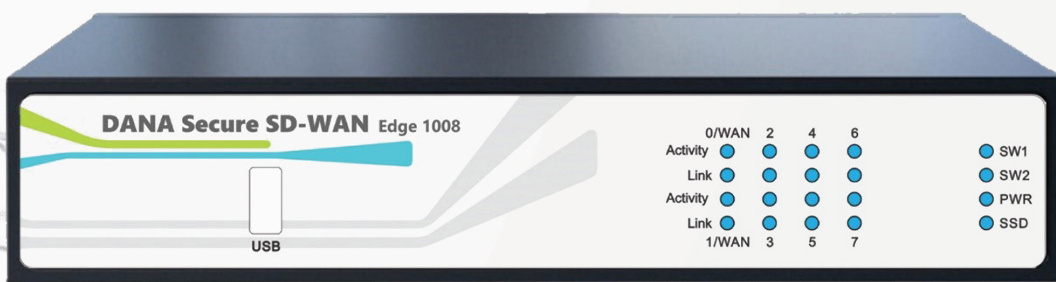 DANA Secure SD-WAN Edge 1008
USB
0/WAN 2 4 6
Activity
Link
Activity
Link
1/WAN 3 5 7
SW1
SW2
PWR
SSD